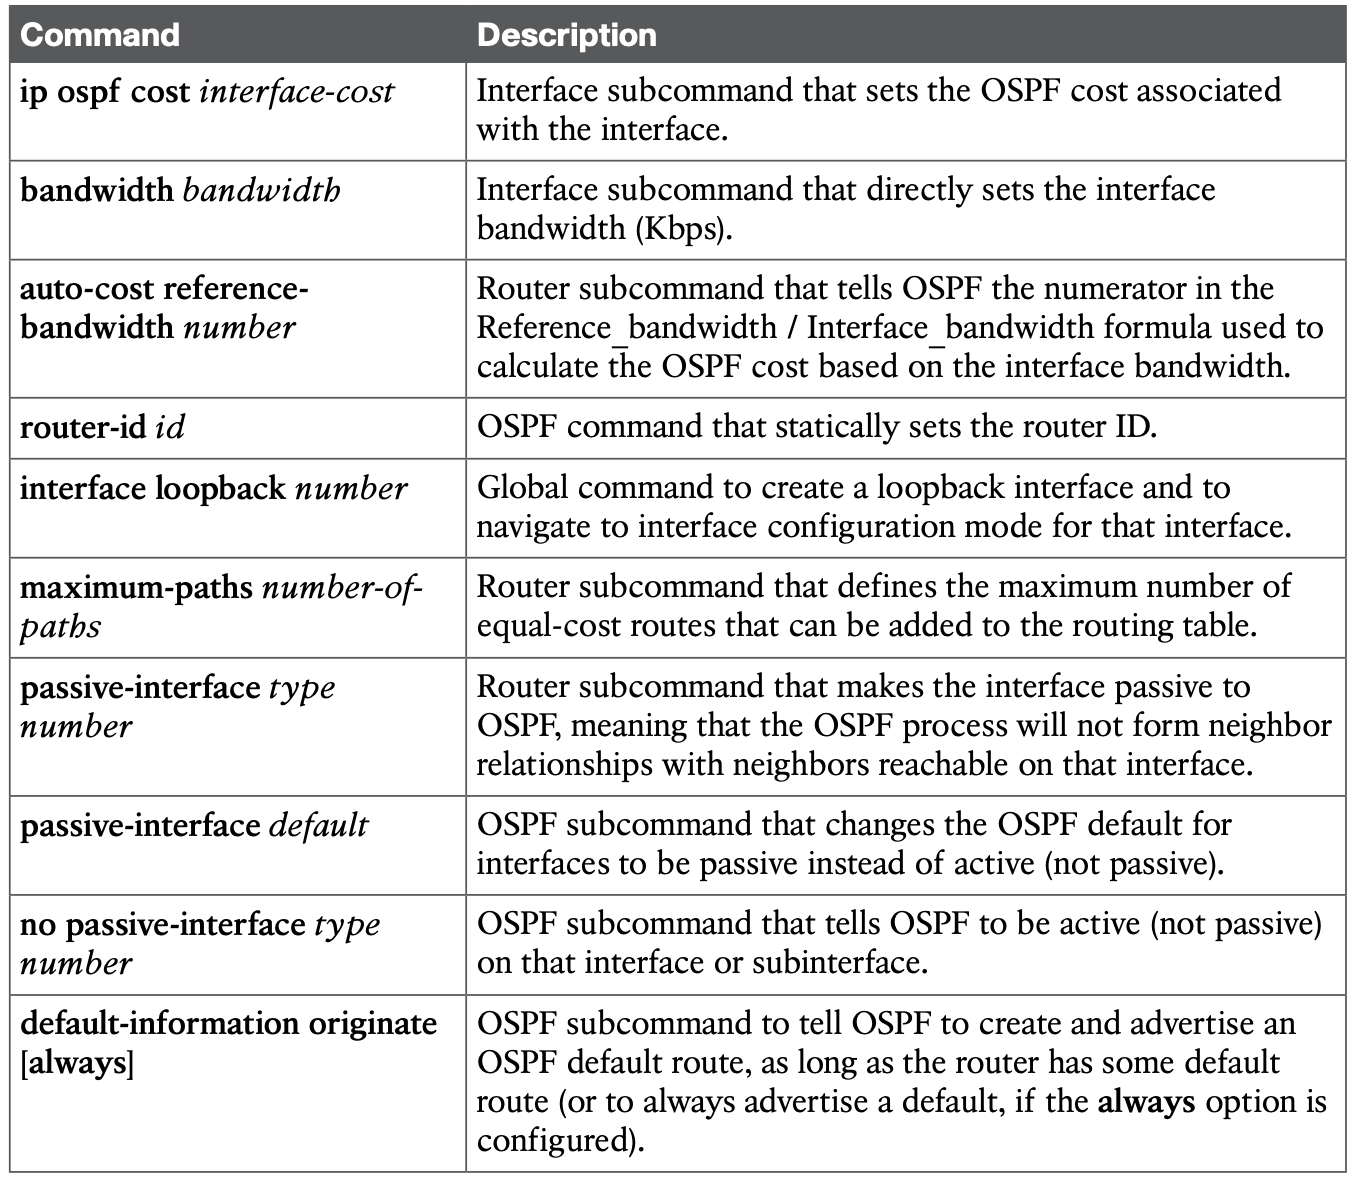 Command
Description
ip ospf cost interface-cost
Interface subcommand that sets the OSPF cost associated
with the interface.
bandwidth bandwidth
Interface subcommand that directly sets the interface
bandwidth (Kbps).
auto-cost reference-
bandwidth number
Router subcommand that tells OSPF the numerator in the
Reference_bandwidth / Interface_bandwidth formula used to
calculate the OSPF cost based on the interface bandwidth.
router-id id
OSPF command that statically sets the router ID.
interface loopback number
Global command to create a loopback interface and to
navigate to interface configuration mode for that interface.
maximum-paths number-of-
paths
Router subcommand that defines the maximum number of
equal-cost routes that can be added to the routing table.
passive-interface type
number
Router subcommand that makes the interface passive to
OSPF, meaning that the OSPF process will not form neighbor
relationships with neighbors reachable on that interface.
passive-interface default
OSPF subcommand that changes the OSPF default for
interfaces to be passive instead of active (not passive).
no passive-interface type
number
OSPF subcommand that tells OSPF to be active (not passive)
on that interface or subinterface.
default-information originate
[always]
OSPF subcommand to tell OSPF to create and advertise an
OSPF default route, as long as the router has some default
route (or to always advertise a default, if the always option is
configured).